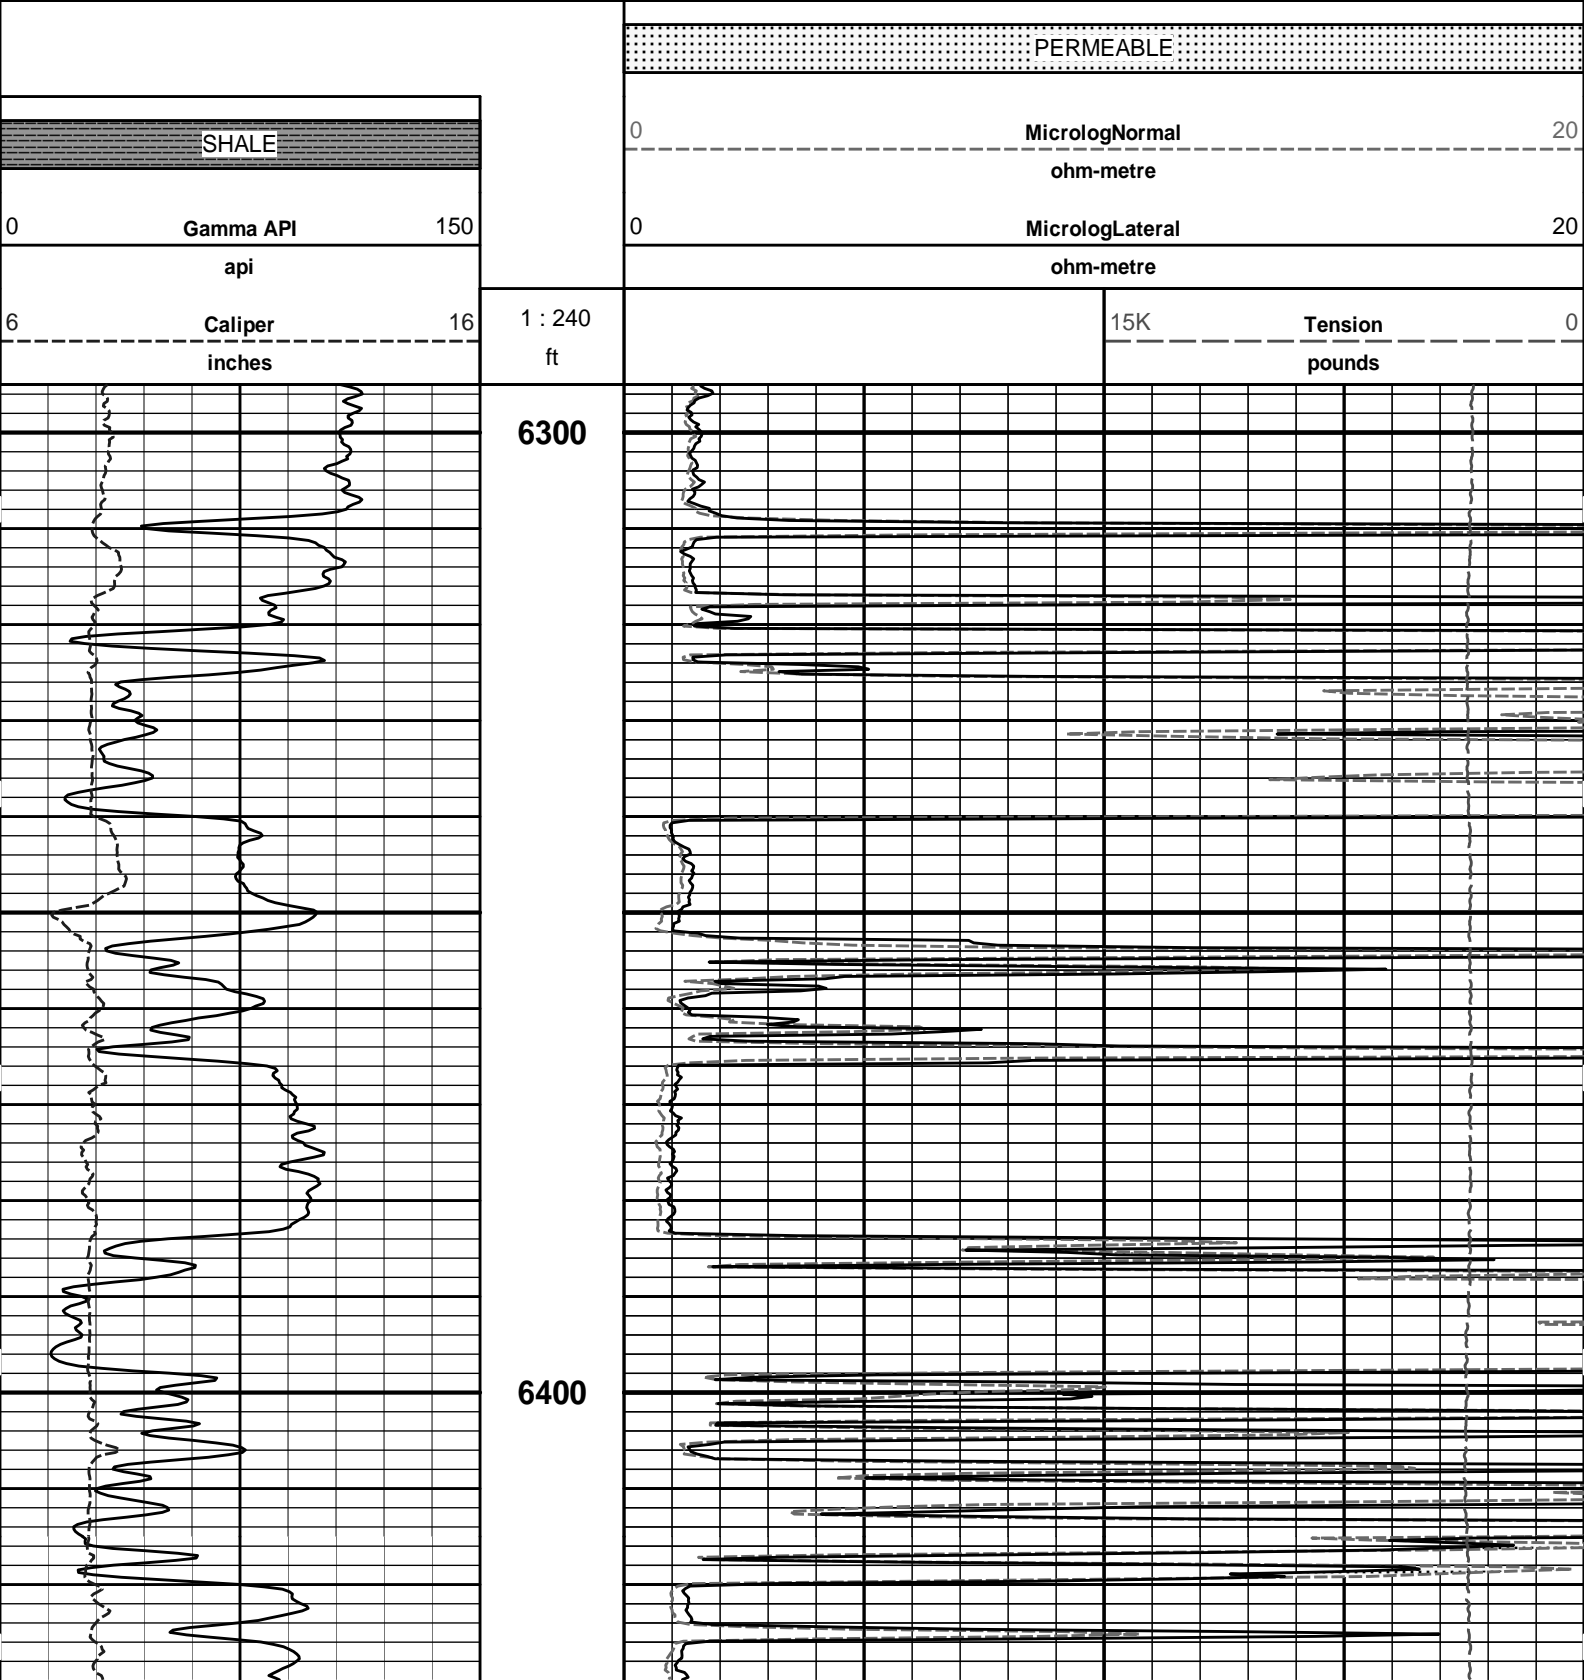 PERMEABLE
SHALE
0 MicrologNormal 20
ohm-metre
0 Gamma API 150
api
0 MicrologLateral 20
ohm-metre
6 Caliper 16
inches
1 : 240
ft
15K Tension 0
pounds
6300
6400